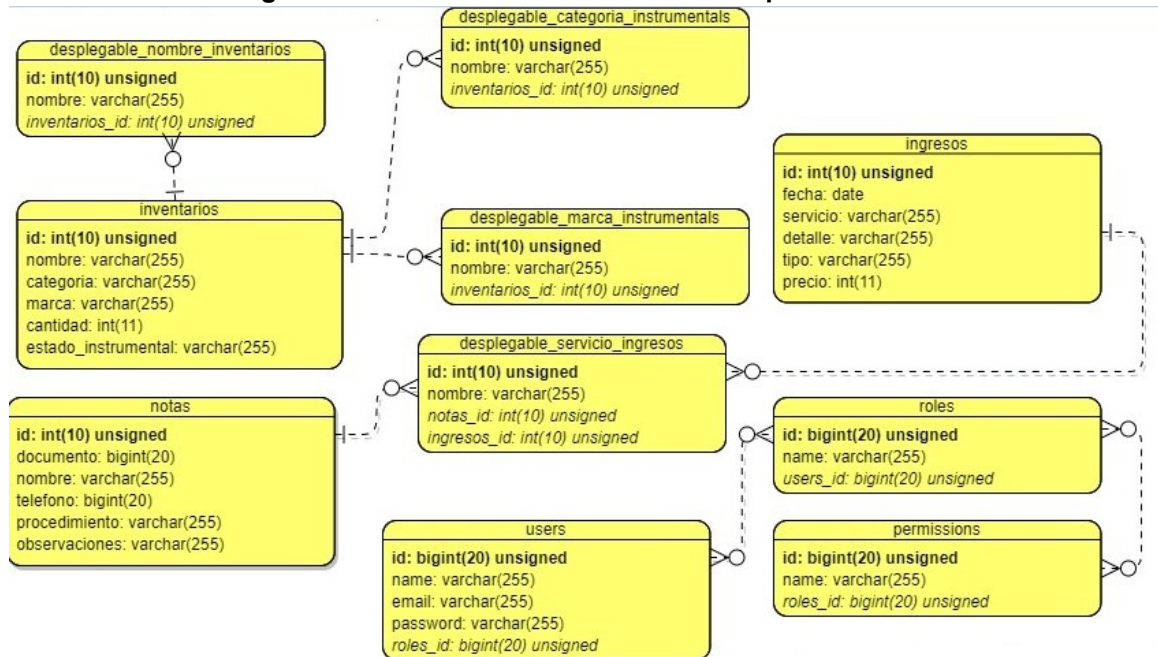 desplegable_nombre_inventarios
id: int(10) unsigned
nombre: varchar(255)
inventarios_id: int(10) unsigned
desplegable_categoria_instrumentals
id: int(10) unsigned
nombre: varchar(255)
inventarios_id: int(10) unsigned
ingresos
id: int(10) unsigned
fecha: date
servicio: varchar(255)
detalle: varchar(255)
tipo: varchar(255)
precio: int(11)
inventarios
id: int(10) unsigned
nombre: varchar(255)
categoria: varchar(255)
marca: varchar(255)
cantidad: int(11)
estado_instrumental: varchar(255)
desplegable_marca_instrumentals
id: int(10) unsigned
nombre: varchar(255)
inventarios_id: int(10) unsigned
desplegable_servicio_ingresos
id: int(10) unsigned
nombre: varchar(255)
notas_id: int(10) unsigned
ingresos_id: int(10) unsigned
notas
id: int(10) unsigned
documento: bigint(20)
nombre: varchar(255)
telefono: bigint(20)
procedimiento: varchar(255)
observaciones: varchar(255)
roles
id: bigint(20) unsigned
name: varchar(255)
users_id: bigint(20) unsigned
users
id: bigint(20) unsigned
name: varchar(255)
email: varchar(255)
password: varchar(255)
roles_id: bigint(20) unsigned
permissions
id: bigint(20) unsigned
name: varchar(255)
roles_id: bigint(20) unsigned